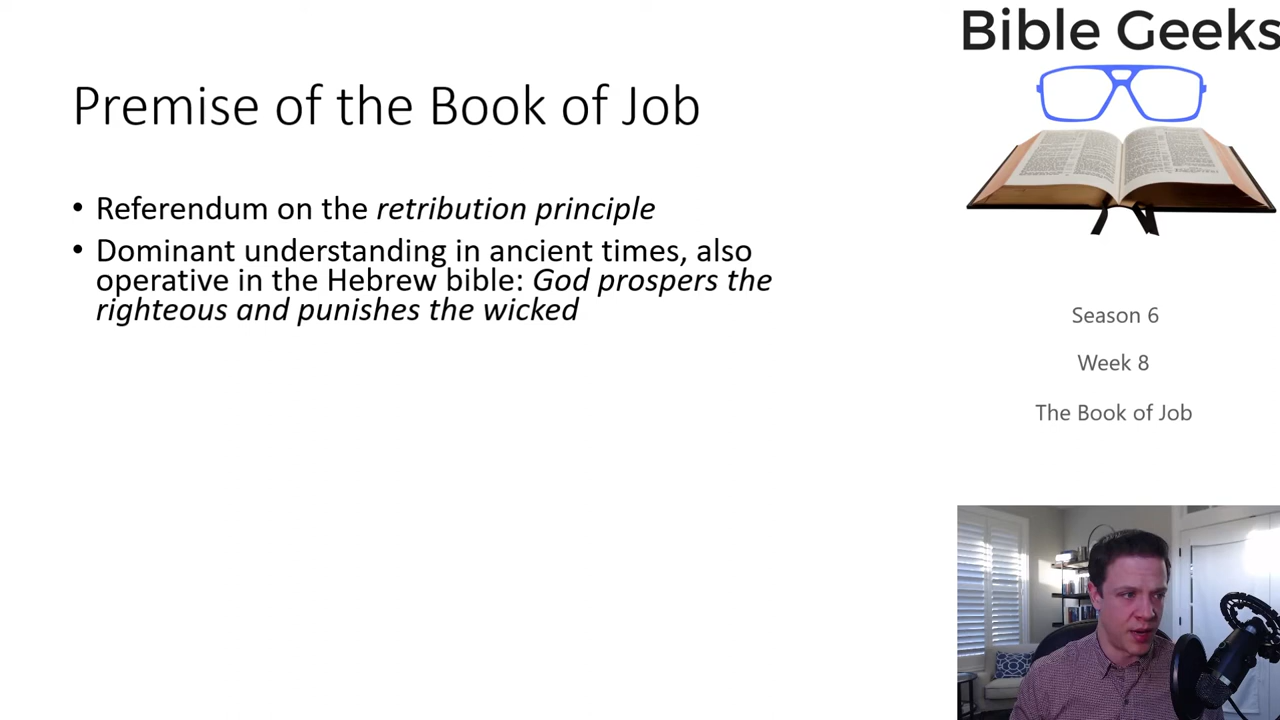 Bible Geeks
Premise of the Book of Job
• Referendum on the retribution principle
• Dominant understanding in ancient times, also
operative in the Hebrew bible: God prospers the
righteous and punishes the wicked
Season 6
Week 8
The Book of Job